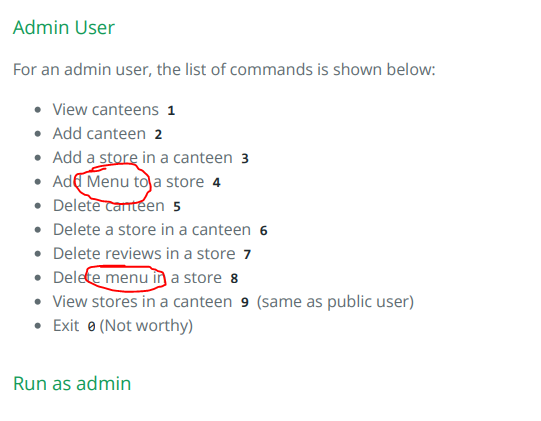 Admin User
For an admin user, the list of commands is shown below:
• View canteens 1
• Add canteen 2
• Add a store in a canteen 3
• Add Menu to a store 4
• Delete canteen 5
• Delete a store in a canteen 6
• Delete reviews in a store 7
• Delete menu in a store 8
• View stores in a canteen 9 (same as public user)
• Exit 0 (Not worthy)
Run as admin